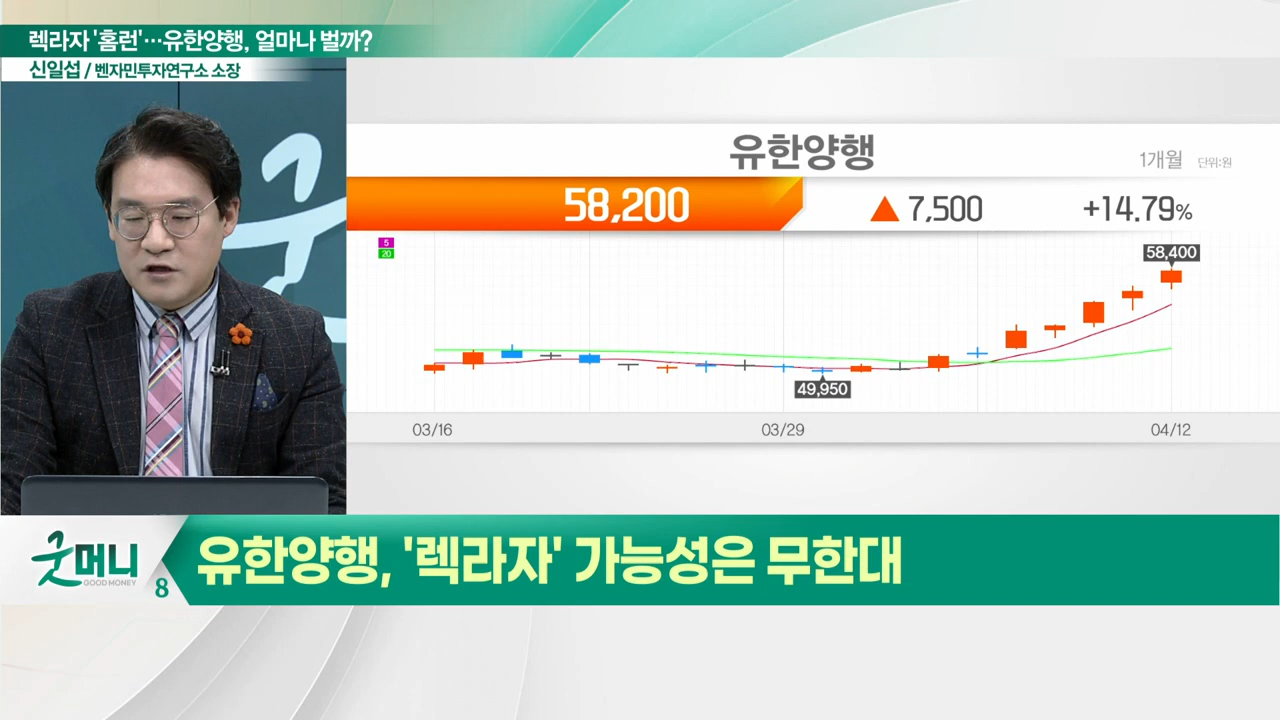 렉라자 '홈런'…유한양행, 얼마나 벌까?
신일섭 / 벤자민투자연구소 소장
유한양행
1개월 단위:원
58,200 ▲ 7,500 +14.79%
5
20
58,400
49,950
03/16 03/29 04/12
굿머니
GOOD MONEY
8
유한양행, '렉라자' 가능성은 무한대